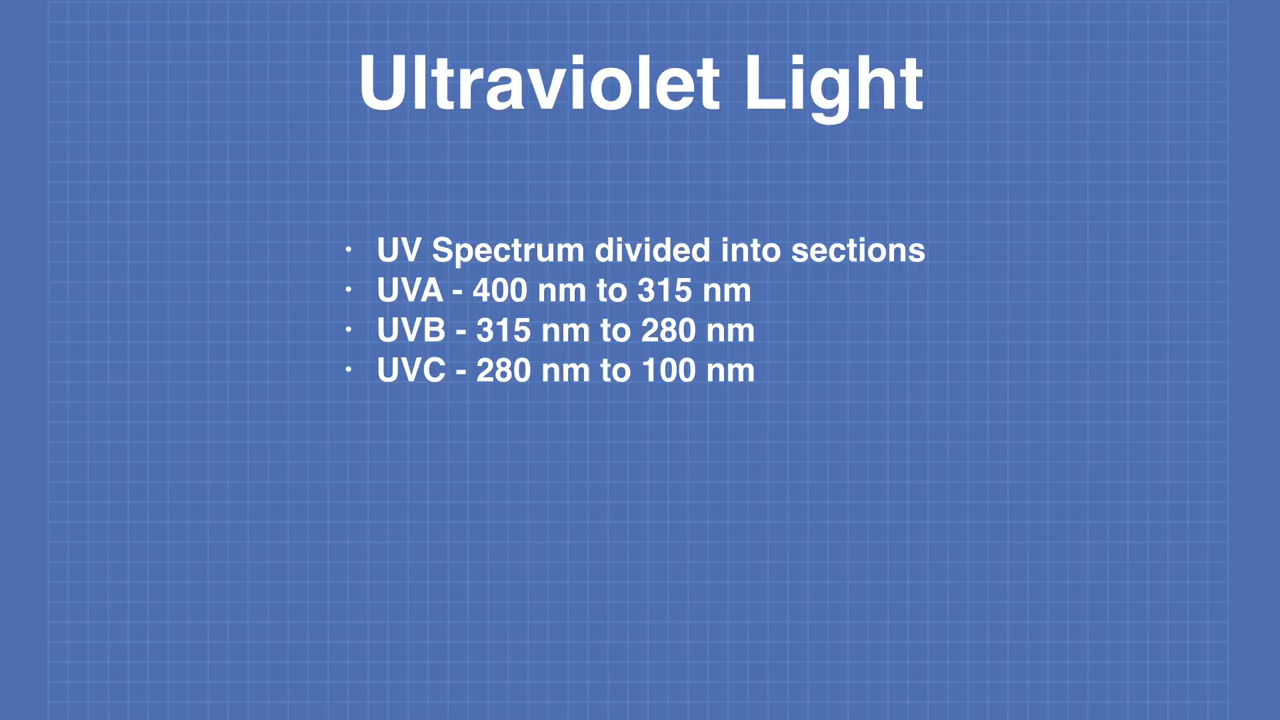 Ultraviolet Light
· UV Spectrum divided into sections
· UVA - 400 nm to 315 nm
· UVB - 315 nm to 280 nm
· UVC - 280 nm to 100 nm